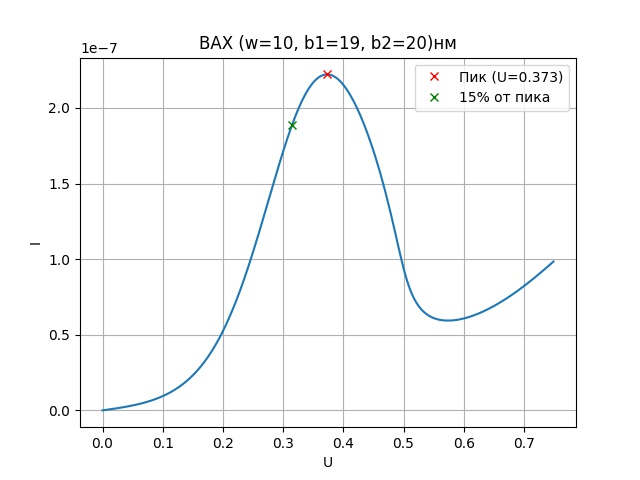 ВАХ (w=10, b1=19, b2=20)нм
1e−7
Пик (U=0.373)
15% от пика
2.0
1.5
1.0
0.5
0.0
I
0.0 0.1 0.2 0.3 0.4 0.5 0.6 0.7
U